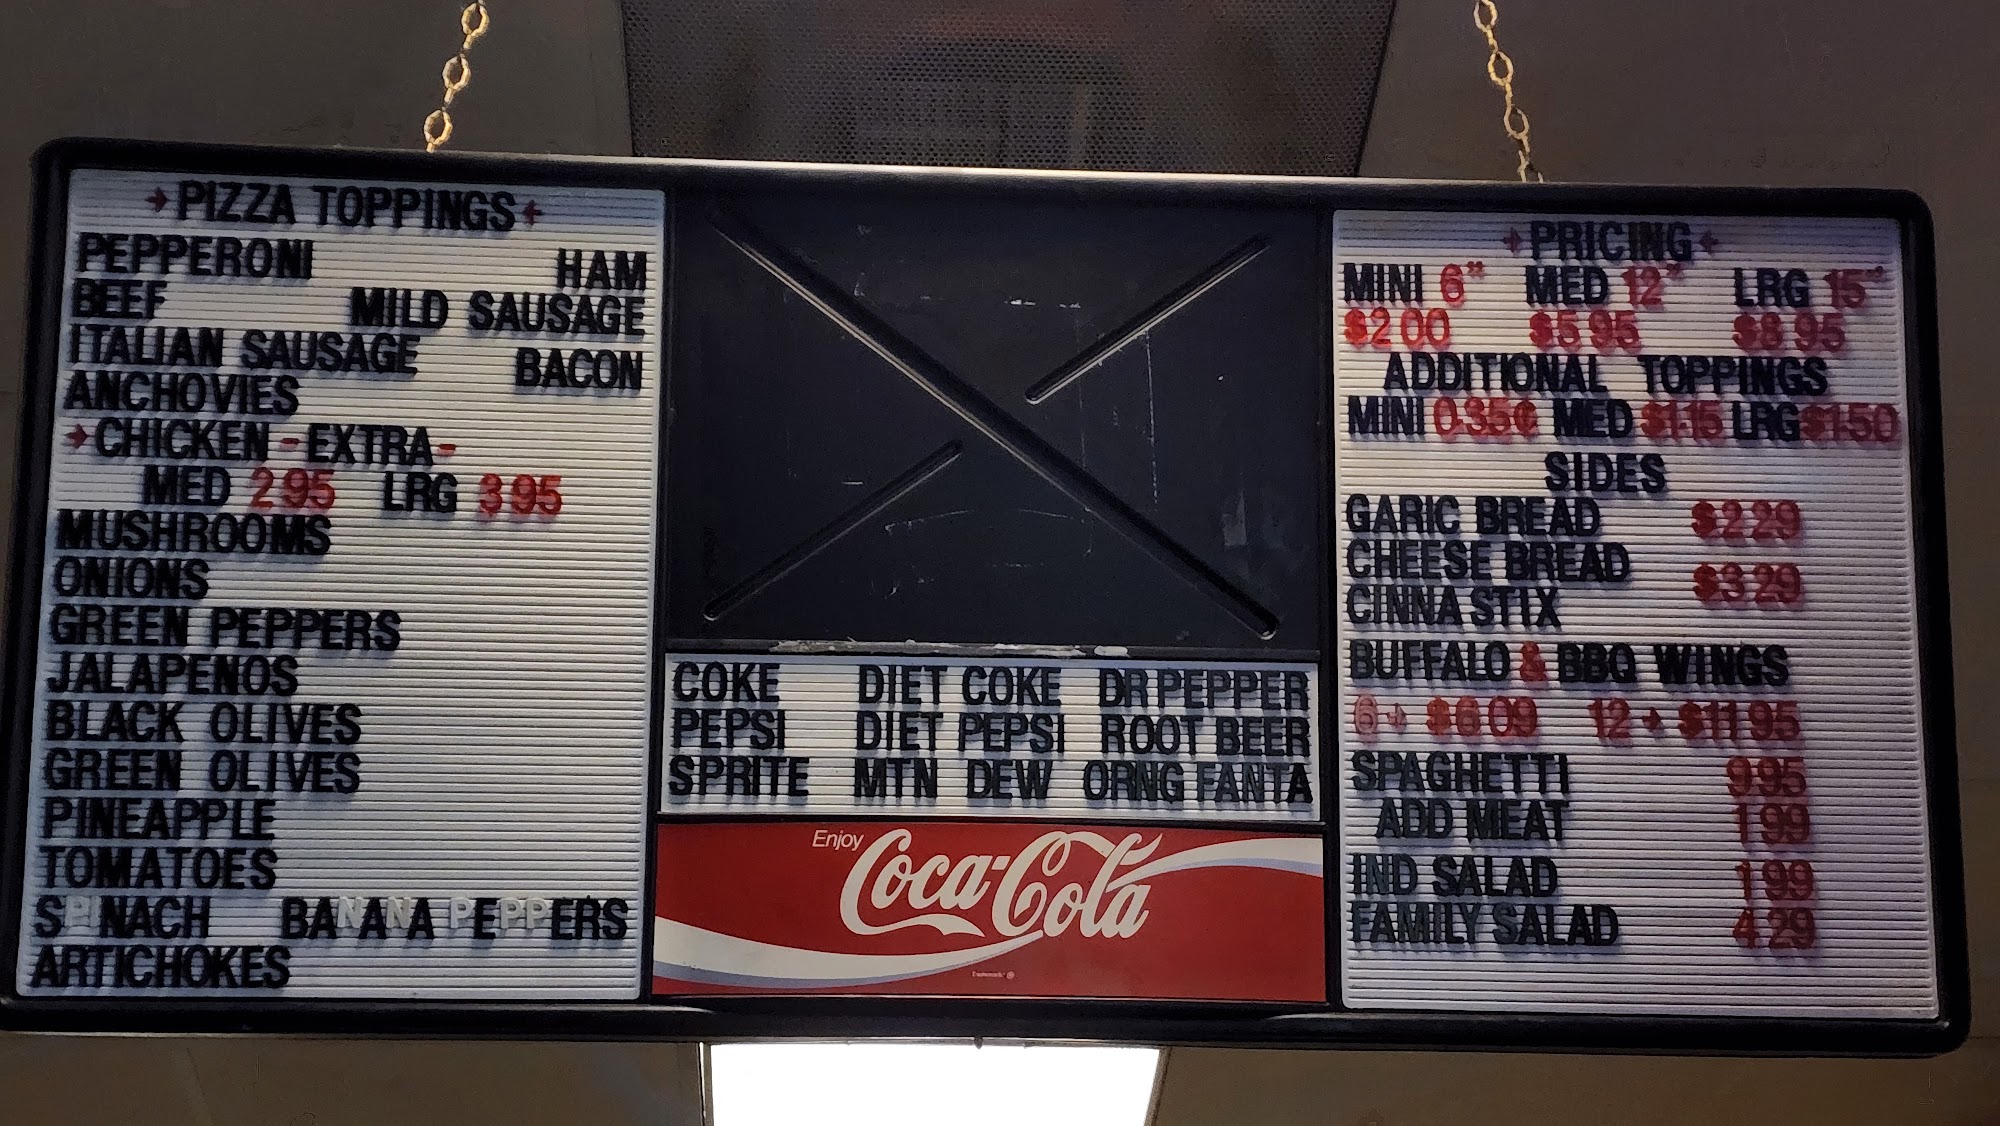 →PIZZA TOPPINGS←
PEPPERONI HAM
BEEF MILD SAUSAGE
ITALIAN SAUSAGE BACON
ANCHOVIES
→CHICKEN -EXTRA-
MED 2.95 LRG 3.95
MUSHROOMS
ONIONS
GREEN PEPPERS
JALAPENOS
BLACK OLIVES
GREEN OLIVES
PINEAPPLE
TOMATOES
SPINACH BANANA PEPPERS
ARTICHOKES
COKE DIET COKE DR PEPPER
PEPSI DIET PEPSI ROOT BEER
SPRITE MTN DEW ORNG FANTA
Enjoy
Coca-Cola
Trademark ®
→PRICING←
MINI 6" MED 12" LRG 15"
$2.00 $5.95 $8.95
ADDITIONAL TOPPINGS
MINI 0.35¢ MED $1.15 LRG $1.50
SIDES
GARIC BREAD $2.29
CHEESE BREAD
$3.29
CINNA STIX
BUFFALO & BBQ WINGS
6→ $6.09 12→ $11.95
SPAGHETTI 9.95
ADD MEAT 1.99
IND SALAD 1.99
FAMILY SALAD 4.29